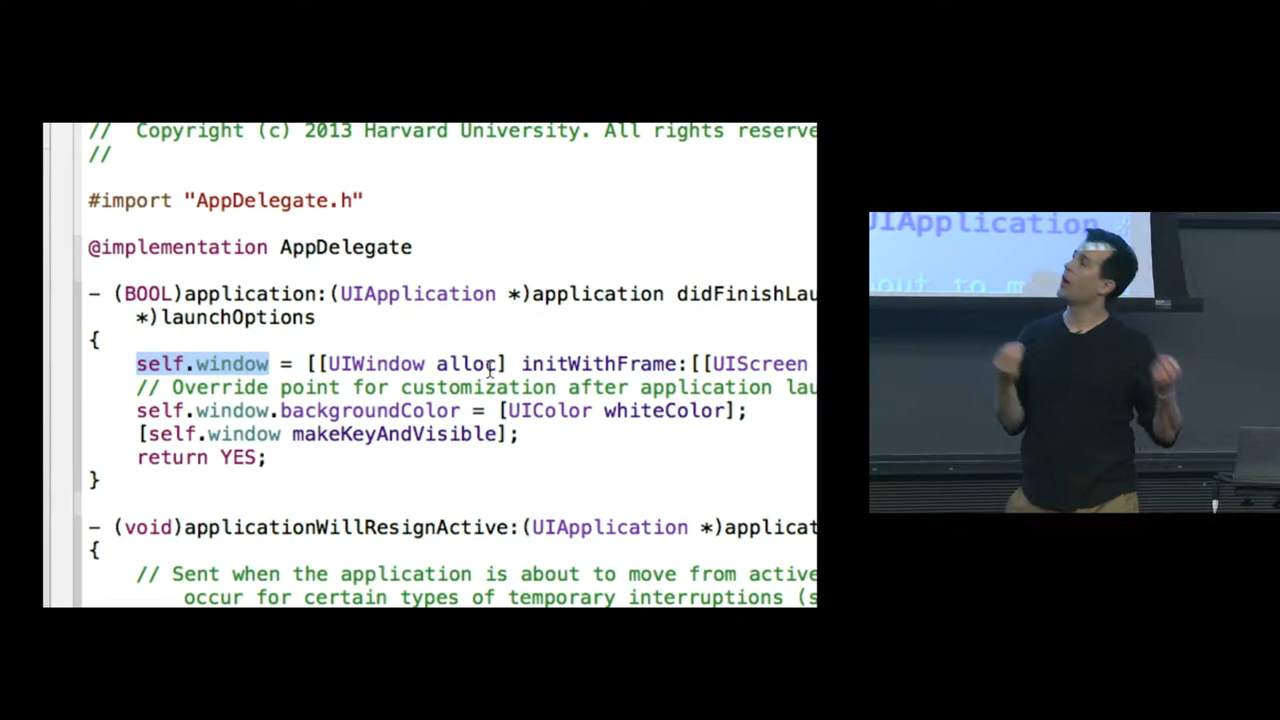 //  Copyright (c) 2013 Harvard University. All rights reserve
//
#import "AppDelegate.h"
@implementation AppDelegate
- (BOOL)application:(UIApplication *)application didFinishLau
*)launchOptions
{
self.window = [[UIWindow alloc] initWithFrame:[[UIScreen
// Override point for customization after application lau
self.window.backgroundColor = [UIColor whiteColor];
[self.window makeKeyAndVisible];
return YES;
}
- (void)applicationWillResignActive:(UIApplication *)applicat
{
// Sent when the application is about to move from active
occur for certain types of temporary interruptions (s
UIApplication
out to m